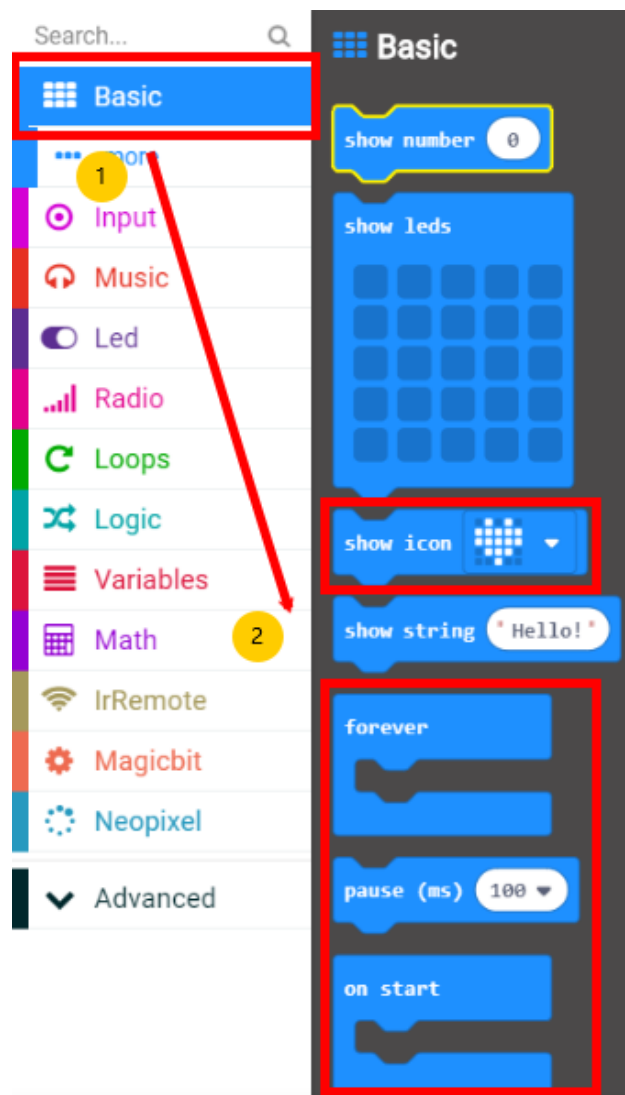 Search...
Basic
more
1
Input
Music
Led
Radio
Loops
Logic
Variables
Math
2
IrRemote
Magicbit
Neopixel
Advanced
Basic
show number 0
show leds
show icon
show string "Hello!"
forever
pause (ms) 100
on start